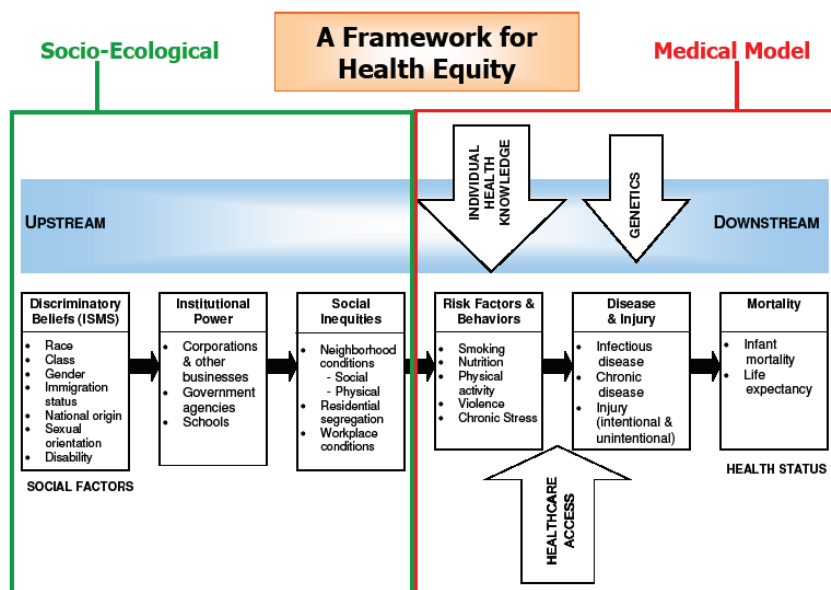 Socio-Ecological
A Framework for
Health Equity
Medical Model
INDIVIDUAL
HEALTH
KNOWLEDGE
GENETICS
UPSTREAM
DOWNSTREAM
Discriminatory
Beliefs (ISMS)
• Race
• Class
• Gender
• Immigration
status
• National origin
• Sexual
orientation
• Disability
Institutional
Power
• Corporations
& other
businesses
• Government
agencies
• Schools
Social
Inequities
• Neighborhood
conditions
- Social
- Physical
• Residential
segregation
• Workplace
conditions
Risk Factors &
Behaviors
• Smoking
• Nutrition
• Physical
activity
• Violence
• Chronic Stress
Disease
& Injury
• Infectious
disease
• Chronic
disease
• Injury
(intentional &
unintentional)
Mortality
• Infant
mortality
• Life
expectancy
SOCIAL FACTORS
HEALTH STATUS
HEALTHCARE
ACCESS